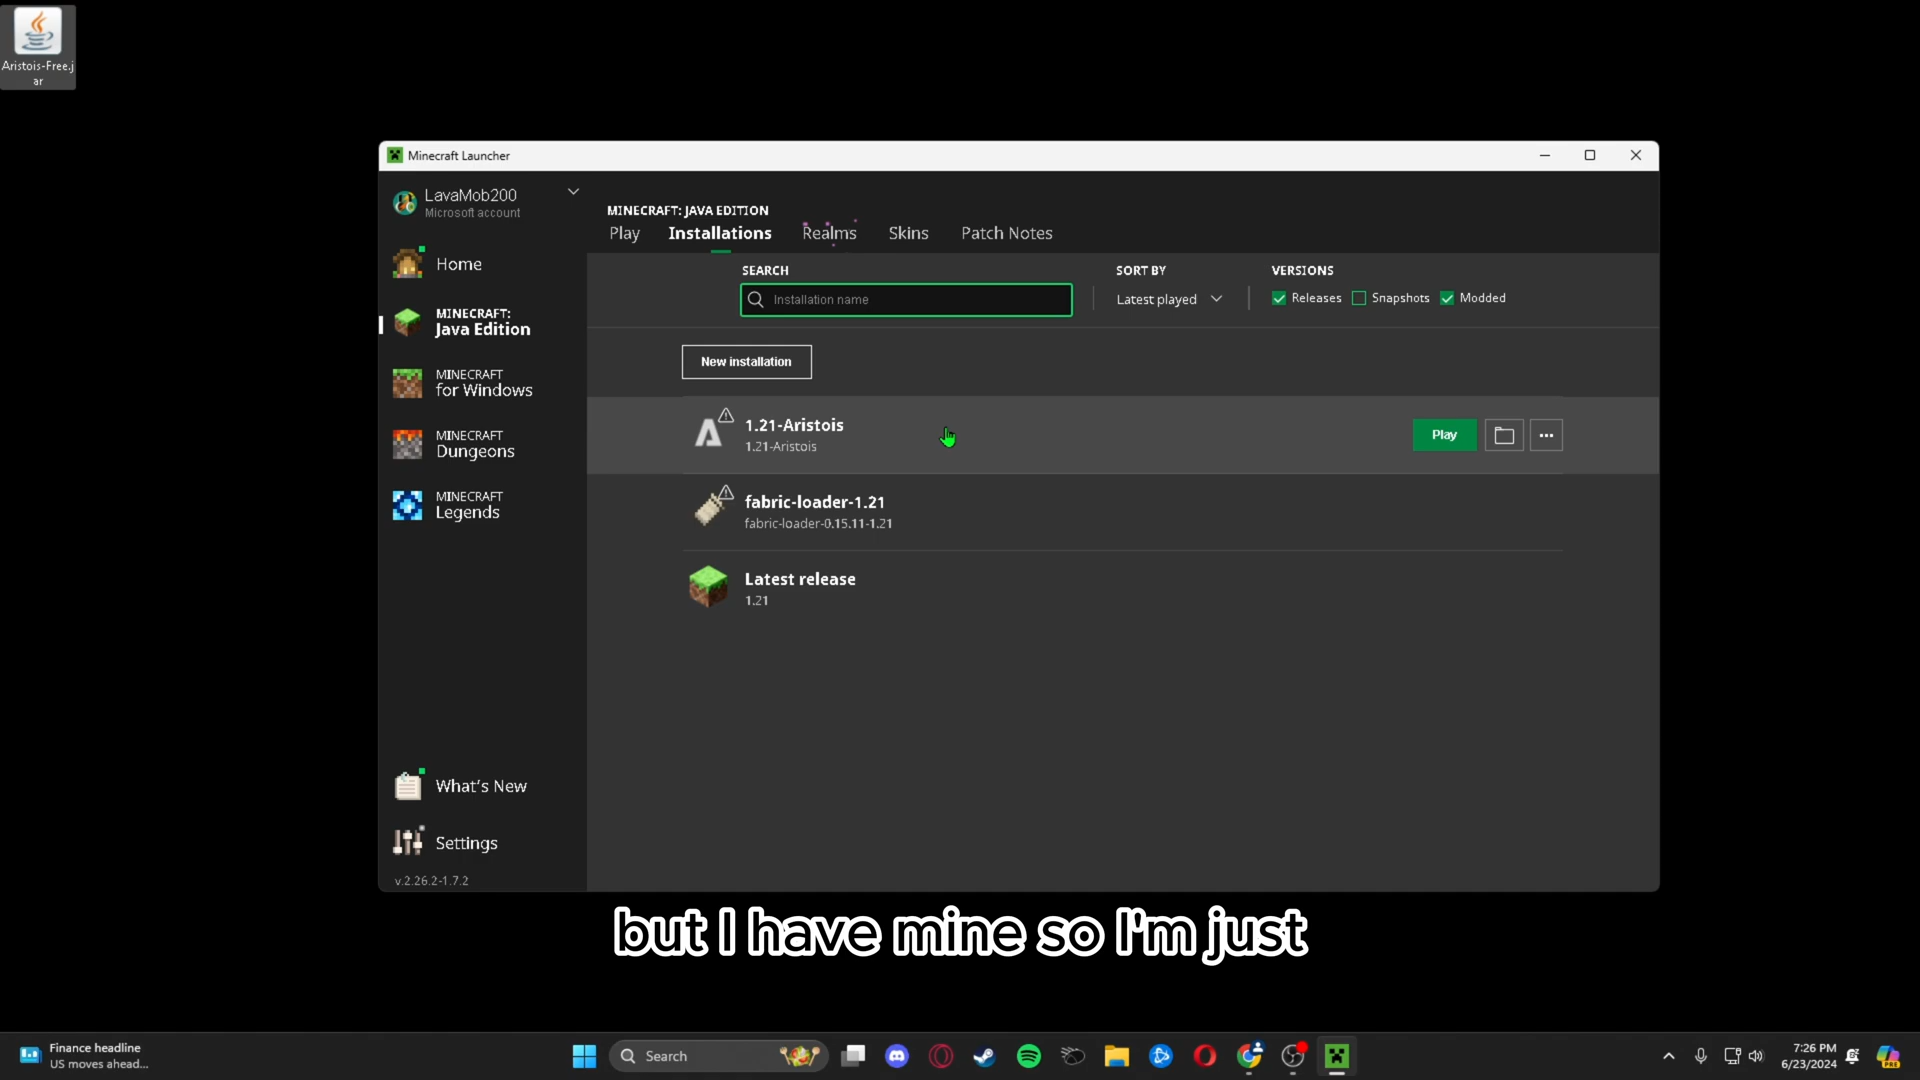 Aristois-Free.j
ar
Minecraft Launcher
LavaMob200
Microsoft account
MINECRAFT: JAVA EDITION
Play
Installations
Realms
Skins
Patch Notes
Home
MINECRAFT:
Java Edition
MINECRAFT
for Windows
MINECRAFT
Dungeons
MINECRAFT
Legends
What's New
Settings
v.2.26.2-1.7.2
SEARCH
Installation name
SORT BY
Latest played
VERSIONS
Releases
Snapshots
Modded
New installation
1.21-Aristois
1.21-Aristois
Play
fabric-loader-1.21
fabric-loader-0.15.11-1.21
Latest release
1.21
but I have mine so I'm just
Finance headline
US moves ahead...
Search
7:26 PM
6/23/2024
PRE